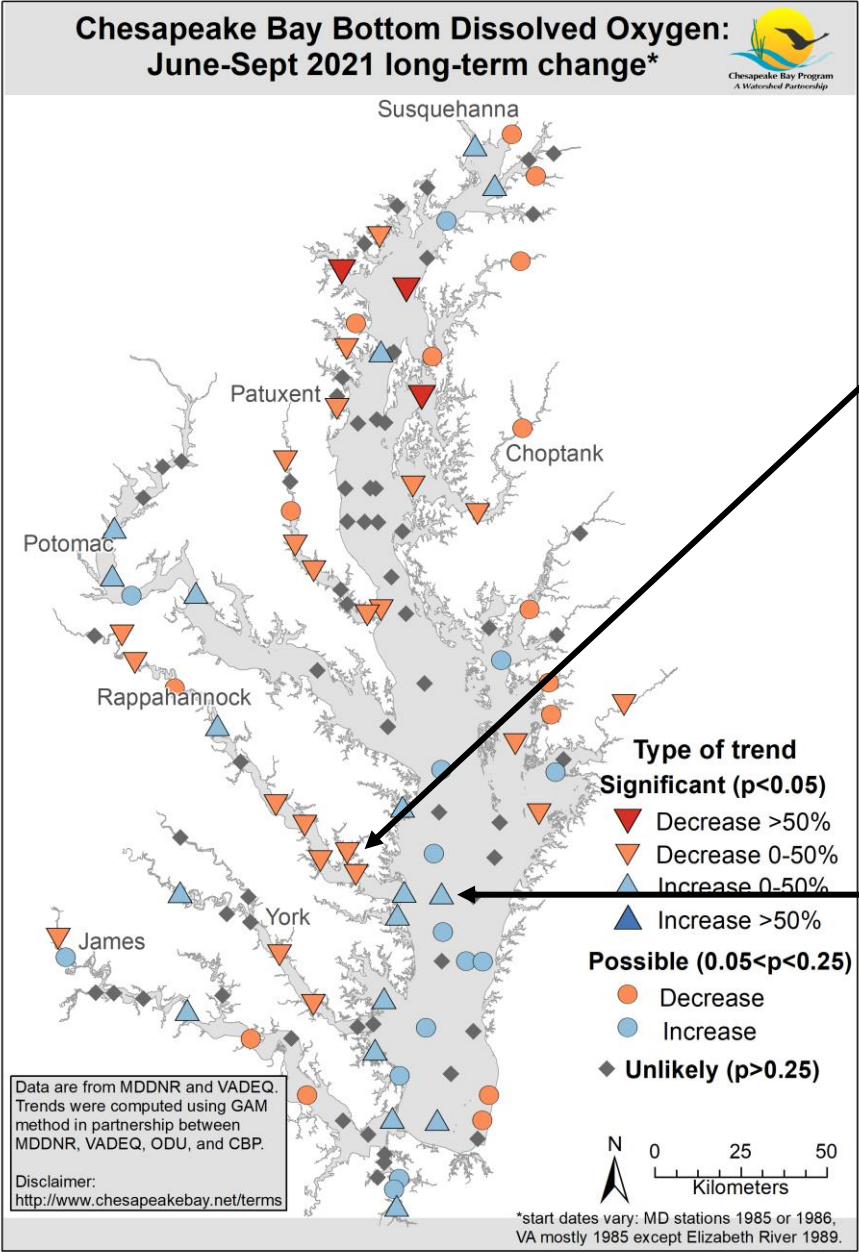 Chesapeake Bay Bottom Dissolved Oxygen:
June-Sept 2021 long-term change*
Chesapeake Bay Program
A Watershed Partnership
Susquehanna
Patuxent
Choptank
Potomac
Rappahannock
York
James
Type of trend
Significant (p<0.05)
Decrease >50%
Decrease 0-50%
Increase 0-50%
Increase >50%
Possible (0.05<p<0.25)
Decrease
Increase
Unlikely (p>0.25)
Data are from MDDNR and VADEQ.
Trends were computed using GAM
method in partnership between
MDDNR, VADEQ, ODU, and CBP.
Disclaimer:
http://www.chesapeakebay.net/terms
N
0 25 50
Kilometers
*start dates vary: MD stations 1985 or 1986,
VA mostly 1985 except Elizabeth River 1989.